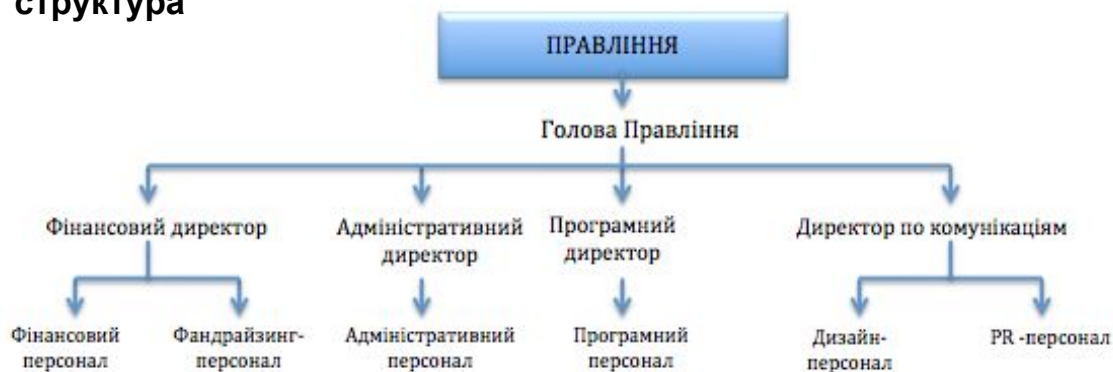 структура
ПРАВЛІННЯ
Голова Правління
Фінансовий директор
Адміністративний
директор
Програмний
директор
Директор по комунікаціям
Фінансовий
персонал
Фандрайзинг-
персонал
Адміністративний
персонал
Програмний
персонал
Дизайн-
персонал
PR -персонал